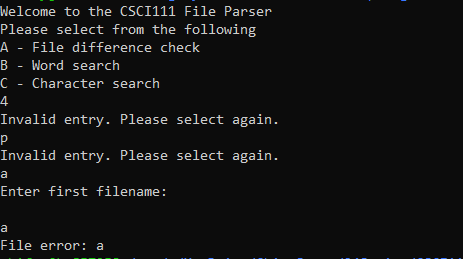 Welcome to the CSCI111 File Parser
Please select from the following
A - File difference check
B - Word search
C - Character search
4
Invalid entry. Please select again.
p
Invalid entry. Please select again.
a
Enter first filename:
a
File error: a